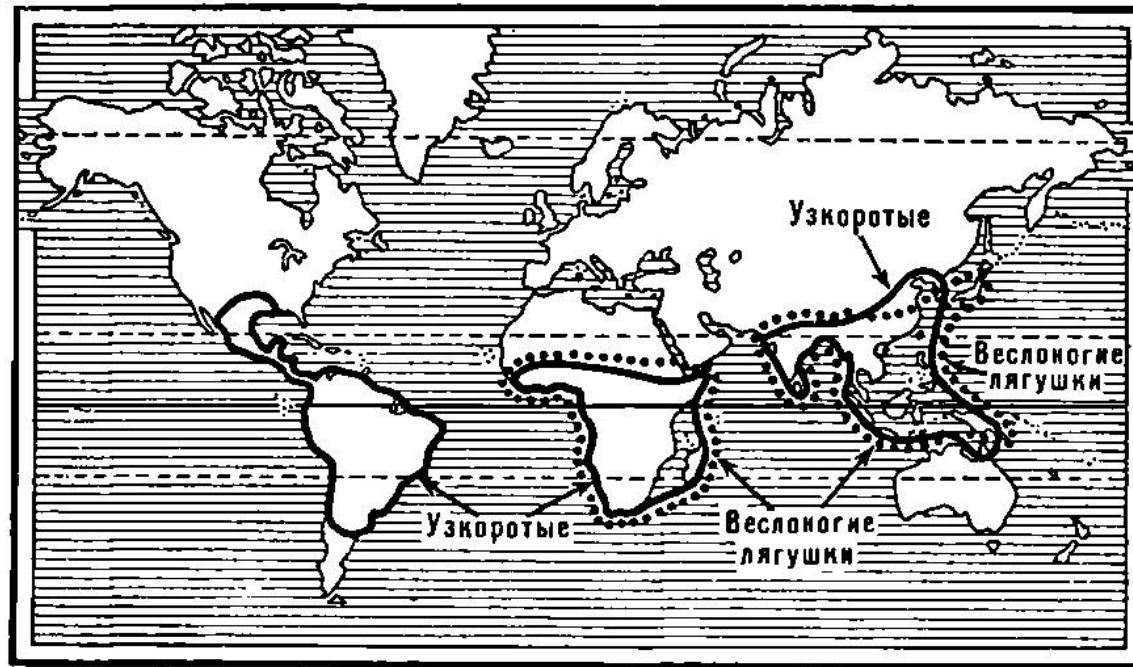 Узкоротые
Веслоногие
лягушки
Узкоротые
Веслоногие
лягушки